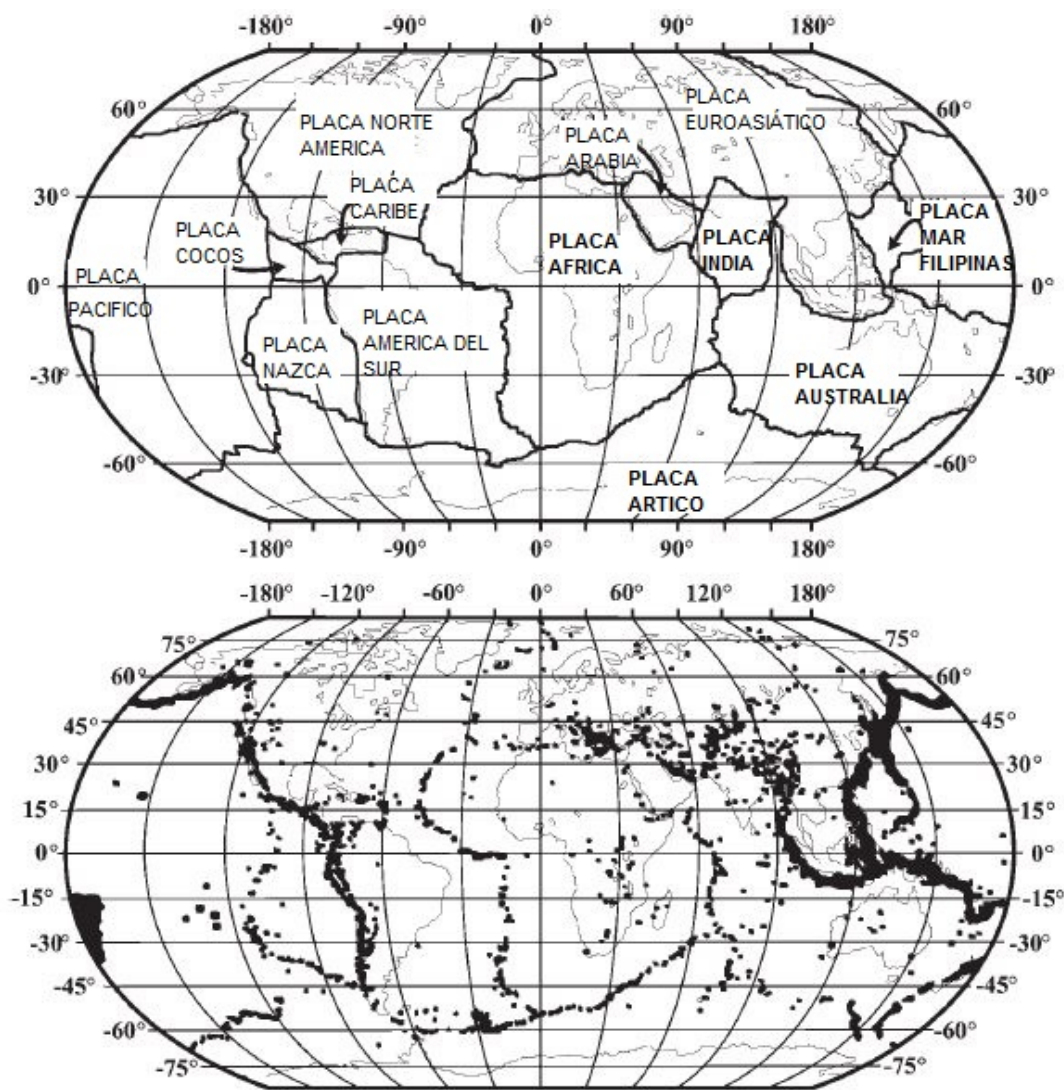 -180° -90° 0° 90° 180°
60° 60°
PLACA NORTE
AMERICA
PLACA
EUROASIÁTICO
PLACA
ARABIA
30° 30°
PLACA
CARIBE
PLACA
COCOS
PLACA
AFRICA
PLACA
INDIA
PLACA
MAR
FILIPINAS
PLACA
PACIFICO
0° 0°
PLACA
NAZCA
PLACA
AMERICA DEL
SUR
PLACA
AUSTRALIA
-30° -30°
-60° -60°
PLACA
ARTICO
-180° -90° 0° 90° 180°
-180° -120° -60° 0° 60° 120° 180°
75° 75°
60° 60°
45° 45°
30° 30°
15° 15°
0° 0°
-15° -15°
-30° -30°
-45° -45°
-60° -60°
-75° -75°